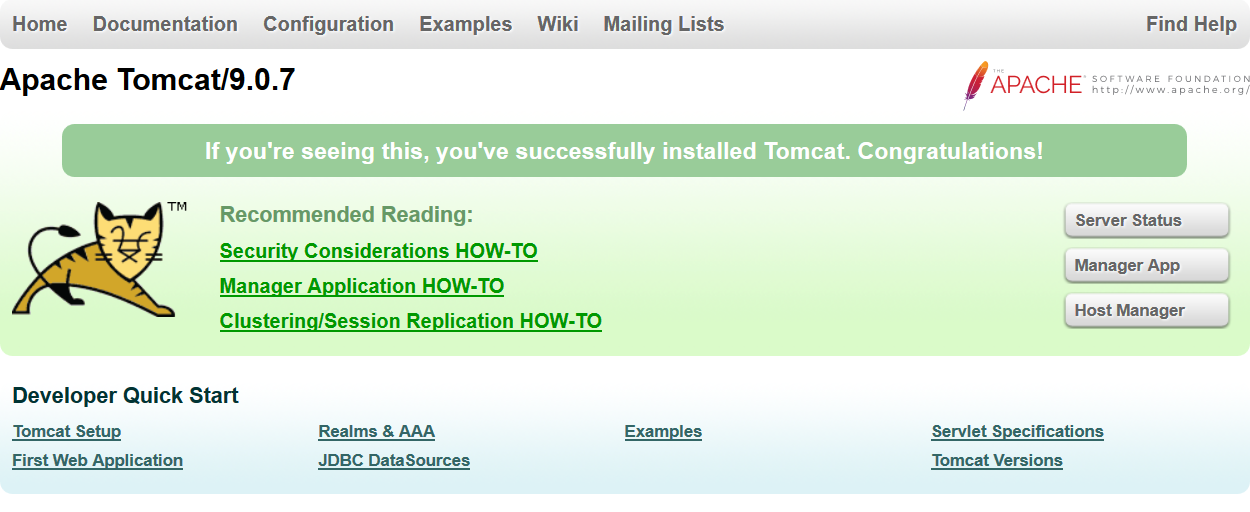 Home Documentation Configuration Examples Wiki Mailing Lists Find Help
Apache Tomcat/9.0.7
THE APACHE® SOFTWARE FOUNDATION
http://www.apache.org/
If you're seeing this, you've successfully installed Tomcat. Congratulations!
TM
Recommended Reading:
Security Considerations HOW-TO
Manager Application HOW-TO
Clustering/Session Replication HOW-TO
Server Status
Manager App
Host Manager
Developer Quick Start
Tomcat Setup Realms & AAA Examples Servlet Specifications
First Web Application JDBC DataSources Tomcat Versions